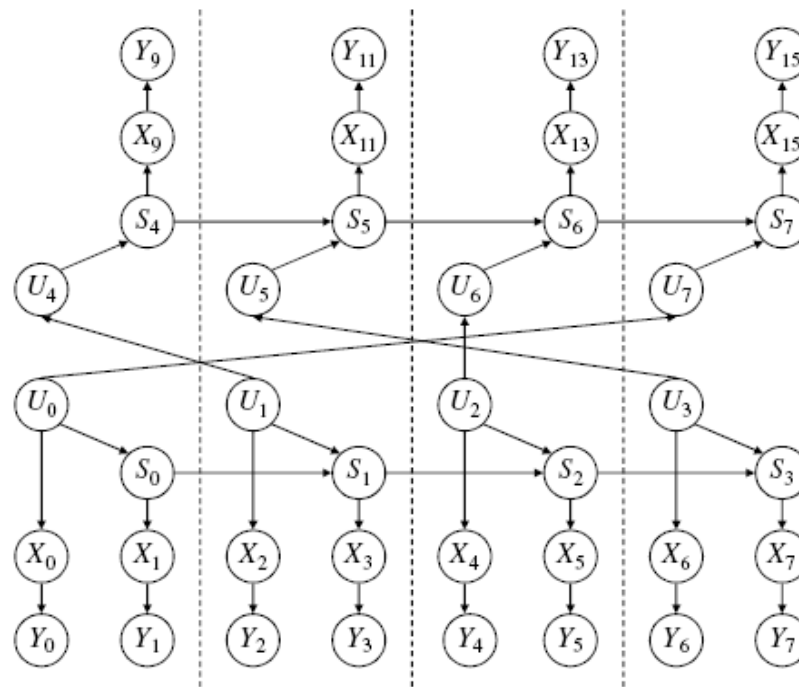 Y₉ Y₁₁ Y₁₃ Y₁₅
X₉ X₁₁ X₁₃ X₁₅
S₄ S₅ S₆ S₇
U₄ U₅ U₆ U₇
U₀ U₁ U₂ U₃
S₀ S₁ S₂ S₃
X₀ X₁ X₂ X₃ X₄ X₅ X₆ X₇
Y₀ Y₁ Y₂ Y₃ Y₄ Y₅ Y₆ Y₇